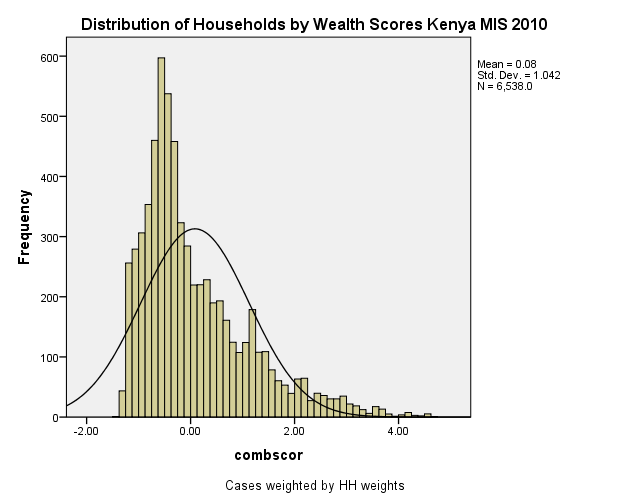 Distribution of Households by Wealth Scores Kenya MIS 2010
Mean = 0.08
Std. Dev. = 1.042
N = 6,538.0
600
500
400
300
200
100
0
Frequency
-2.00 0.00 2.00 4.00
combscor
Cases weighted by HH weights